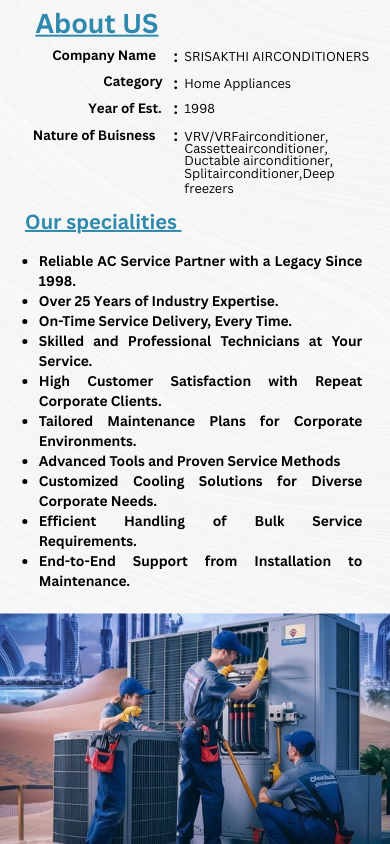 About US
Company Name : SRISAKTHI AIRCONDITIONERS
Category : Home Appliances
Year of Est. : 1998
Nature of Buisness : VRV/VRFairconditioner,
Cassetteairconditioner,
Ductable airconditioner,
Splitairconditioner,Deep
freezers
Our specialities
• Reliable AC Service Partner with a Legacy Since
1998.
• Over 25 Years of Industry Expertise.
• On-Time Service Delivery, Every Time.
• Skilled and Professional Technicians at Your
Service.
• High Customer Satisfaction with Repeat
Corporate Clients.
• Tailored Maintenance Plans for Corporate
Environments.
• Advanced Tools and Proven Service Methods
• Customized Cooling Solutions for Diverse
Corporate Needs.
• Efficient Handling of Bulk Service
Requirements.
• End-to-End Support from Installation to
Maintenance.